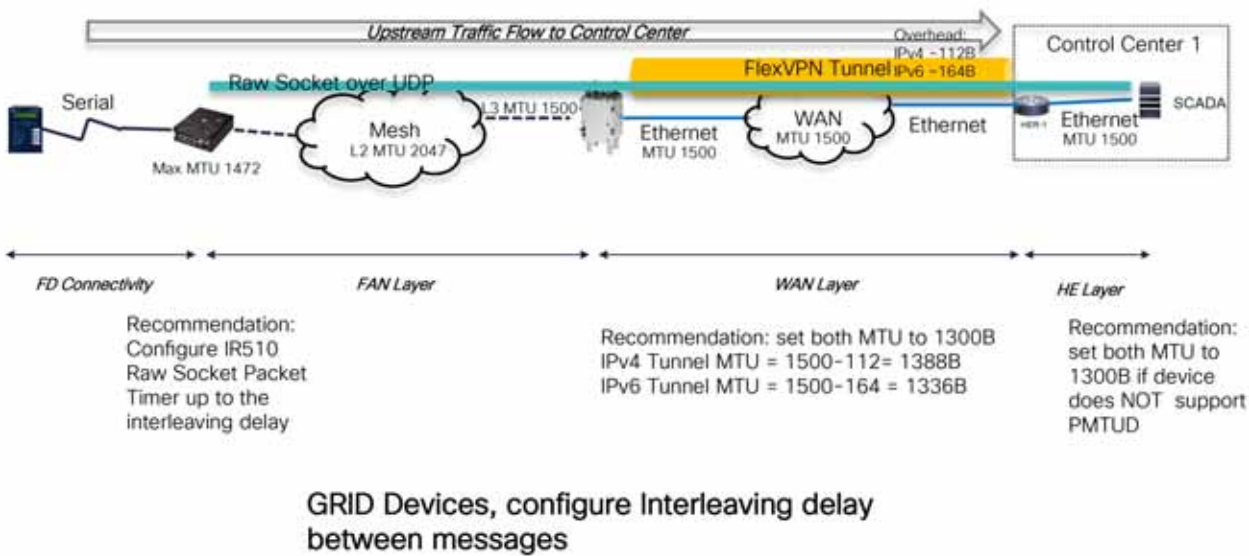 Upstream Traffic Flow to Control Center
Overhead:
IPv4 ~112B
IPv6 ~164B
Control Center 1
FlexVPN Tunnel
Raw Socket over UDP
Serial
L3 MTU 1500
SCADA
Mesh
L2 MTU 2047
Ethernet
MTU 1500
WAN
MTU 1500
Ethernet
HER-1
Ethernet
MTU 1500
Max MTU 1472
FD Connectivity
FAN Layer
WAN Layer
HE Layer
Recommendation:
Configure IR510
Raw Socket Packet
Timer up to the
interleaving delay
Recommendation: set both MTU to 1300B
IPv4 Tunnel MTU = 1500-112= 1388B
IPv6 Tunnel MTU = 1500-164 = 1336B
Recommendation:
set both MTU to
1300B if device
does NOT support
PMTUD
GRID Devices, configure Interleaving delay
between messages